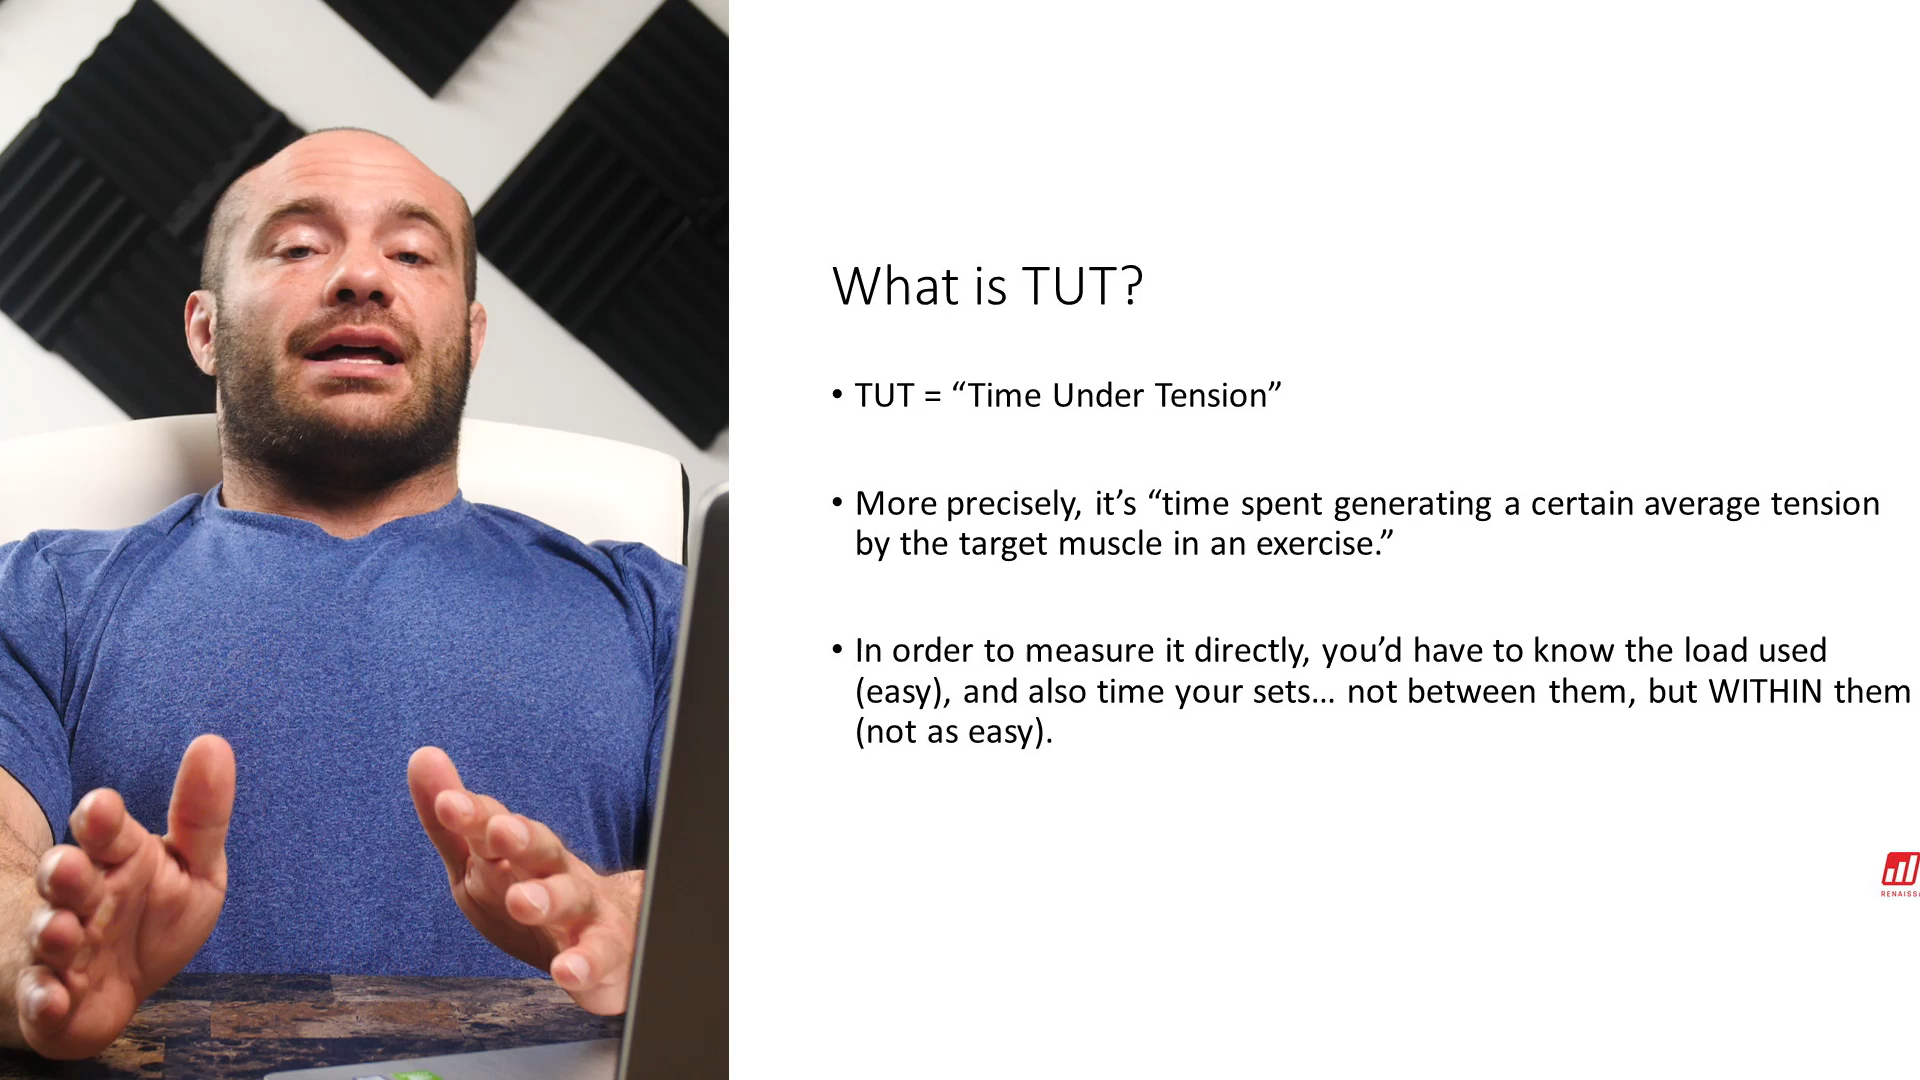 What is TUT?
• TUT = “Time Under Tension”
• More precisely, it’s “time spent generating a certain average tension
by the target muscle in an exercise.”
• In order to measure it directly, you’d have to know the load used
(easy), and also time your sets… not between them, but WITHIN them
(not as easy).
RENAISSA